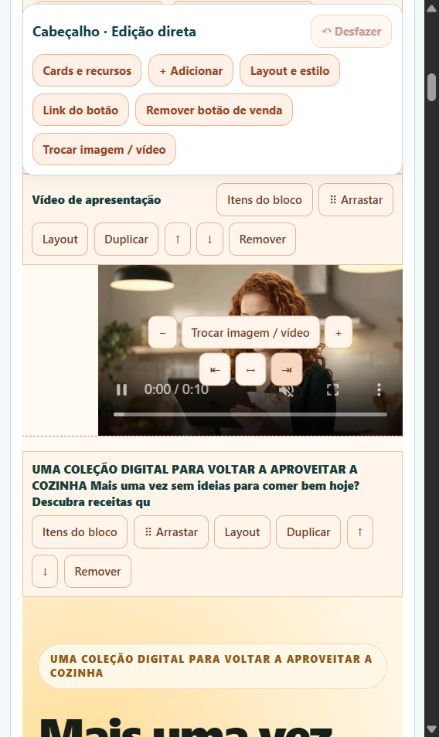 Cabeçalho · Edição direta
↶ Desfazer
Cards e recursos
+ Adicionar
Layout e estilo
Link do botão
Remover botão de venda
Trocar imagem / vídeo
Vídeo de apresentação
Itens do bloco
⠿ Arrastar
Layout
Duplicar
↑
↓
Remover
−
Trocar imagem / vídeo
+
⇤
↔
⇥
0:00 / 0:10
UMA COLEÇÃO DIGITAL PARA VOLTAR A APROVEITAR A
COZINHA Mais uma vez sem ideias para comer bem hoje?
Descubra receitas qu
Itens do bloco
⠿ Arrastar
Layout
Duplicar
↑
↓
Remover
UMA COLEÇÃO DIGITAL PARA VOLTAR A APROVEITAR A
COZINHA
Mais uma vez